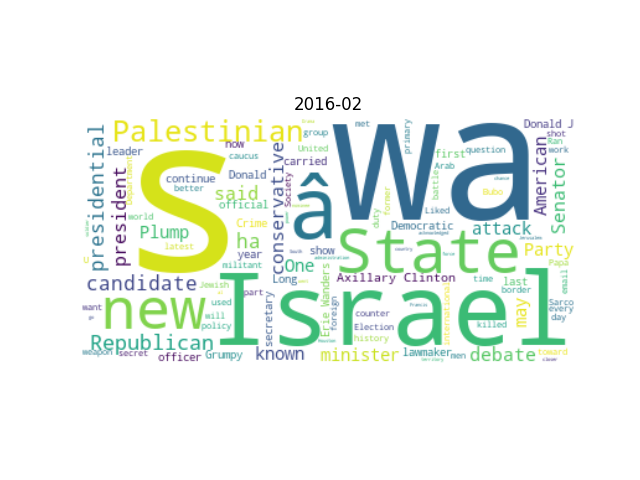 2016-02
Palestinian
met
primary
Donald J
shot
Ran
work
group
United
now
leader
caucus
carried
first
question
American
Senator
presidential
president
Department
continue
better
Donald
conservative
Society
S
â
Wa
Arab
battle
former
chose
Bubo
said
official
duty
Liked
Democratic
attack
world
Plump
Crime
ha
year
show
State
Party
latest
One
Long
Axillary Clinton
time
last
border
Papa
email
candidate
Jewish
part
secretary
Erie Wanders
foreign
international
may
Sarco
every
day
want
new
used
will
policy
Israel
counter
Election
history
killed
Republican
weapon
secret
officer
Grumpy
known
minister
lawmaker
men
debate
toward
militant
country
administration
Francis
territory